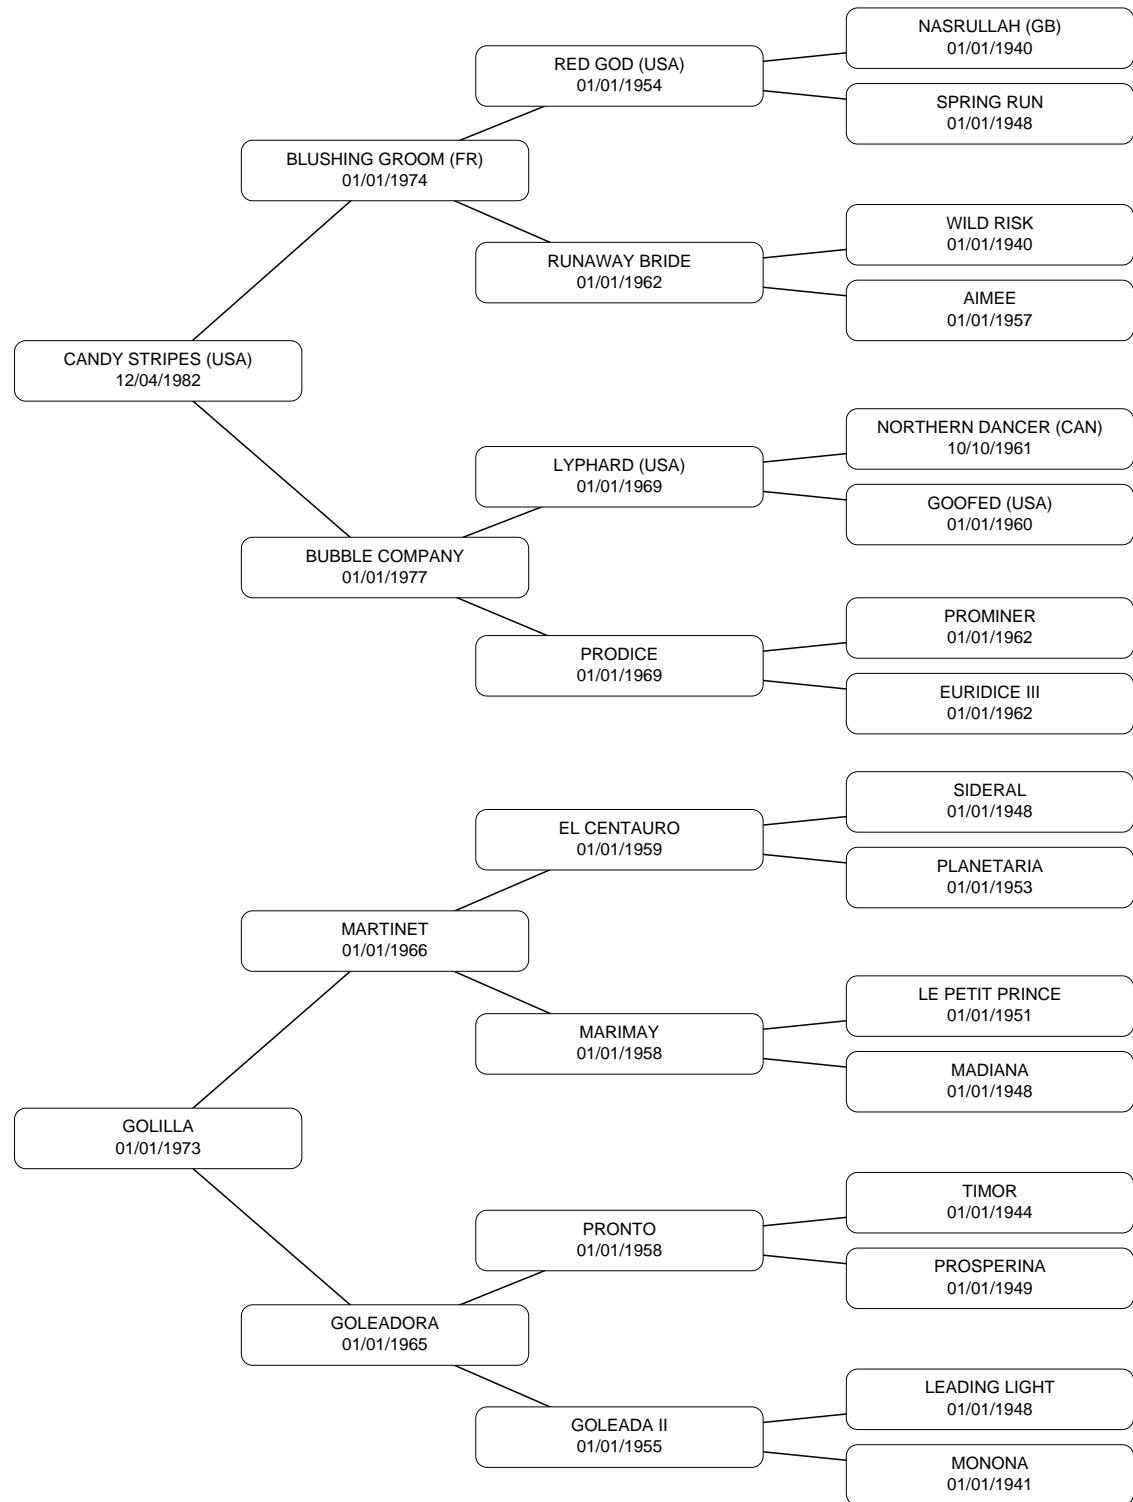 NASRULLAH (GB)
01/01/1940
RED GOD (USA)
01/01/1954
SPRING RUN
01/01/1948
BLUSHING GROOM (FR)
01/01/1974
WILD RISK
01/01/1940
RUNAWAY BRIDE
01/01/1962
AIMEE
01/01/1957
CANDY STRIPES (USA)
12/04/1982
NORTHERN DANCER (CAN)
10/10/1961
LYPHARD (USA)
01/01/1969
GOOFED (USA)
01/01/1960
BUBBLE COMPANY
01/01/1977
PROMINER
01/01/1962
PRODICE
01/01/1969
EURIDICE III
01/01/1962
SIDERAL
01/01/1948
EL CENTAURO
01/01/1959
PLANETARIA
01/01/1953
MARTINET
01/01/1966
LE PETIT PRINCE
01/01/1951
MARIMAY
01/01/1958
MADIANA
01/01/1948
GOLILLA
01/01/1973
TIMOR
01/01/1944
PRONTO
01/01/1958
PROSPERINA
01/01/1949
GOLEADORA
01/01/1965
LEADING LIGHT
01/01/1948
GOLEADA II
01/01/1955
MONONA
01/01/1941